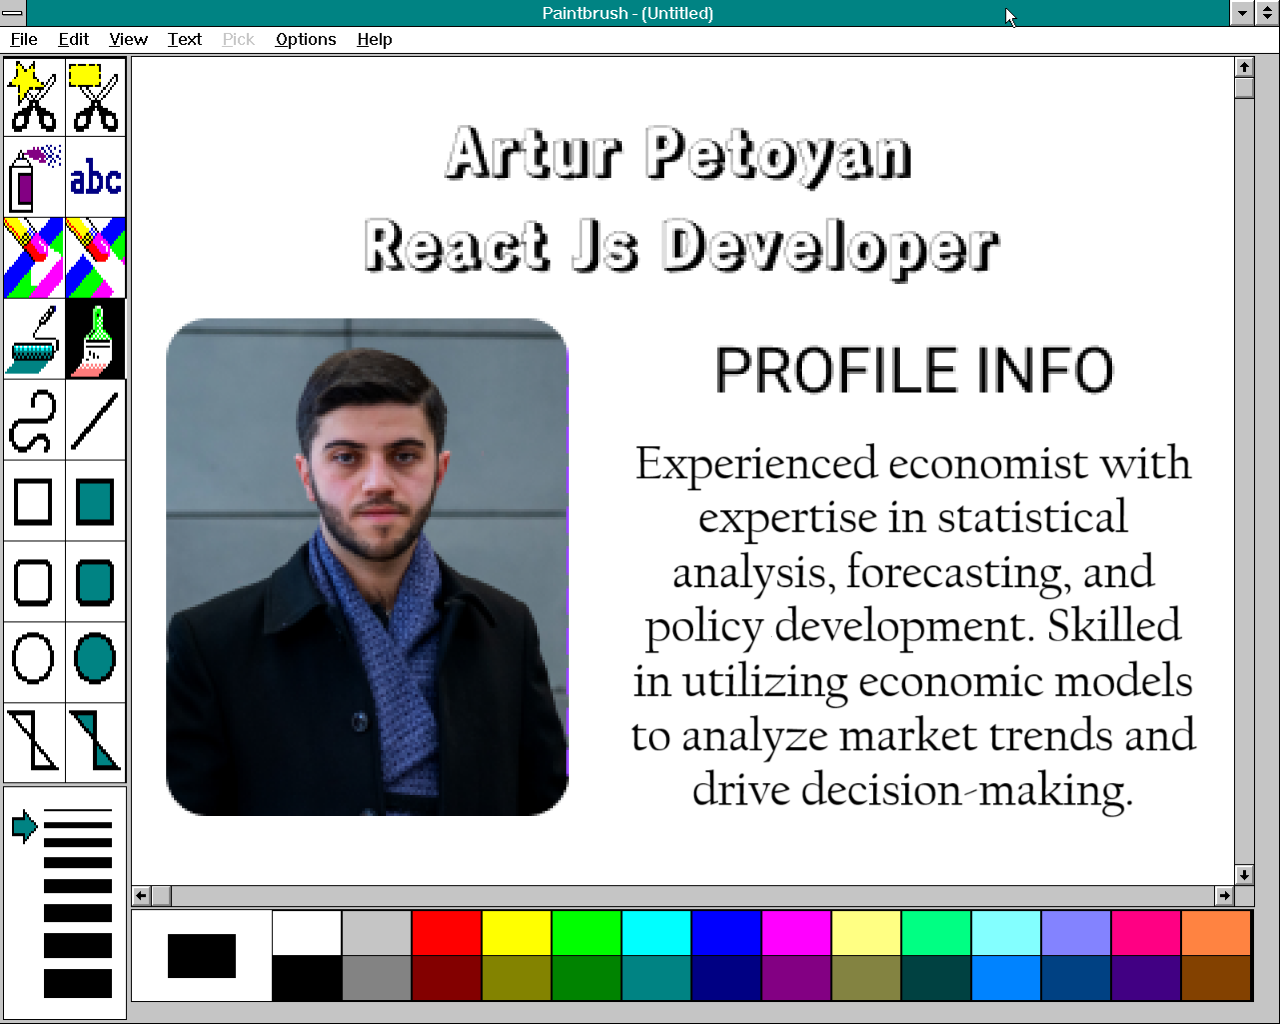 Paintbrush - (Untitled)
File Edit View Text Pick Options Help
abc
Artur Petoyan
React Js Developer
PROFILE INFO
Experienced economist with
expertise in statistical
analysis, forecasting, and
policy development. Skilled
in utilizing economic models
to analyze market trends and
drive decision-making.